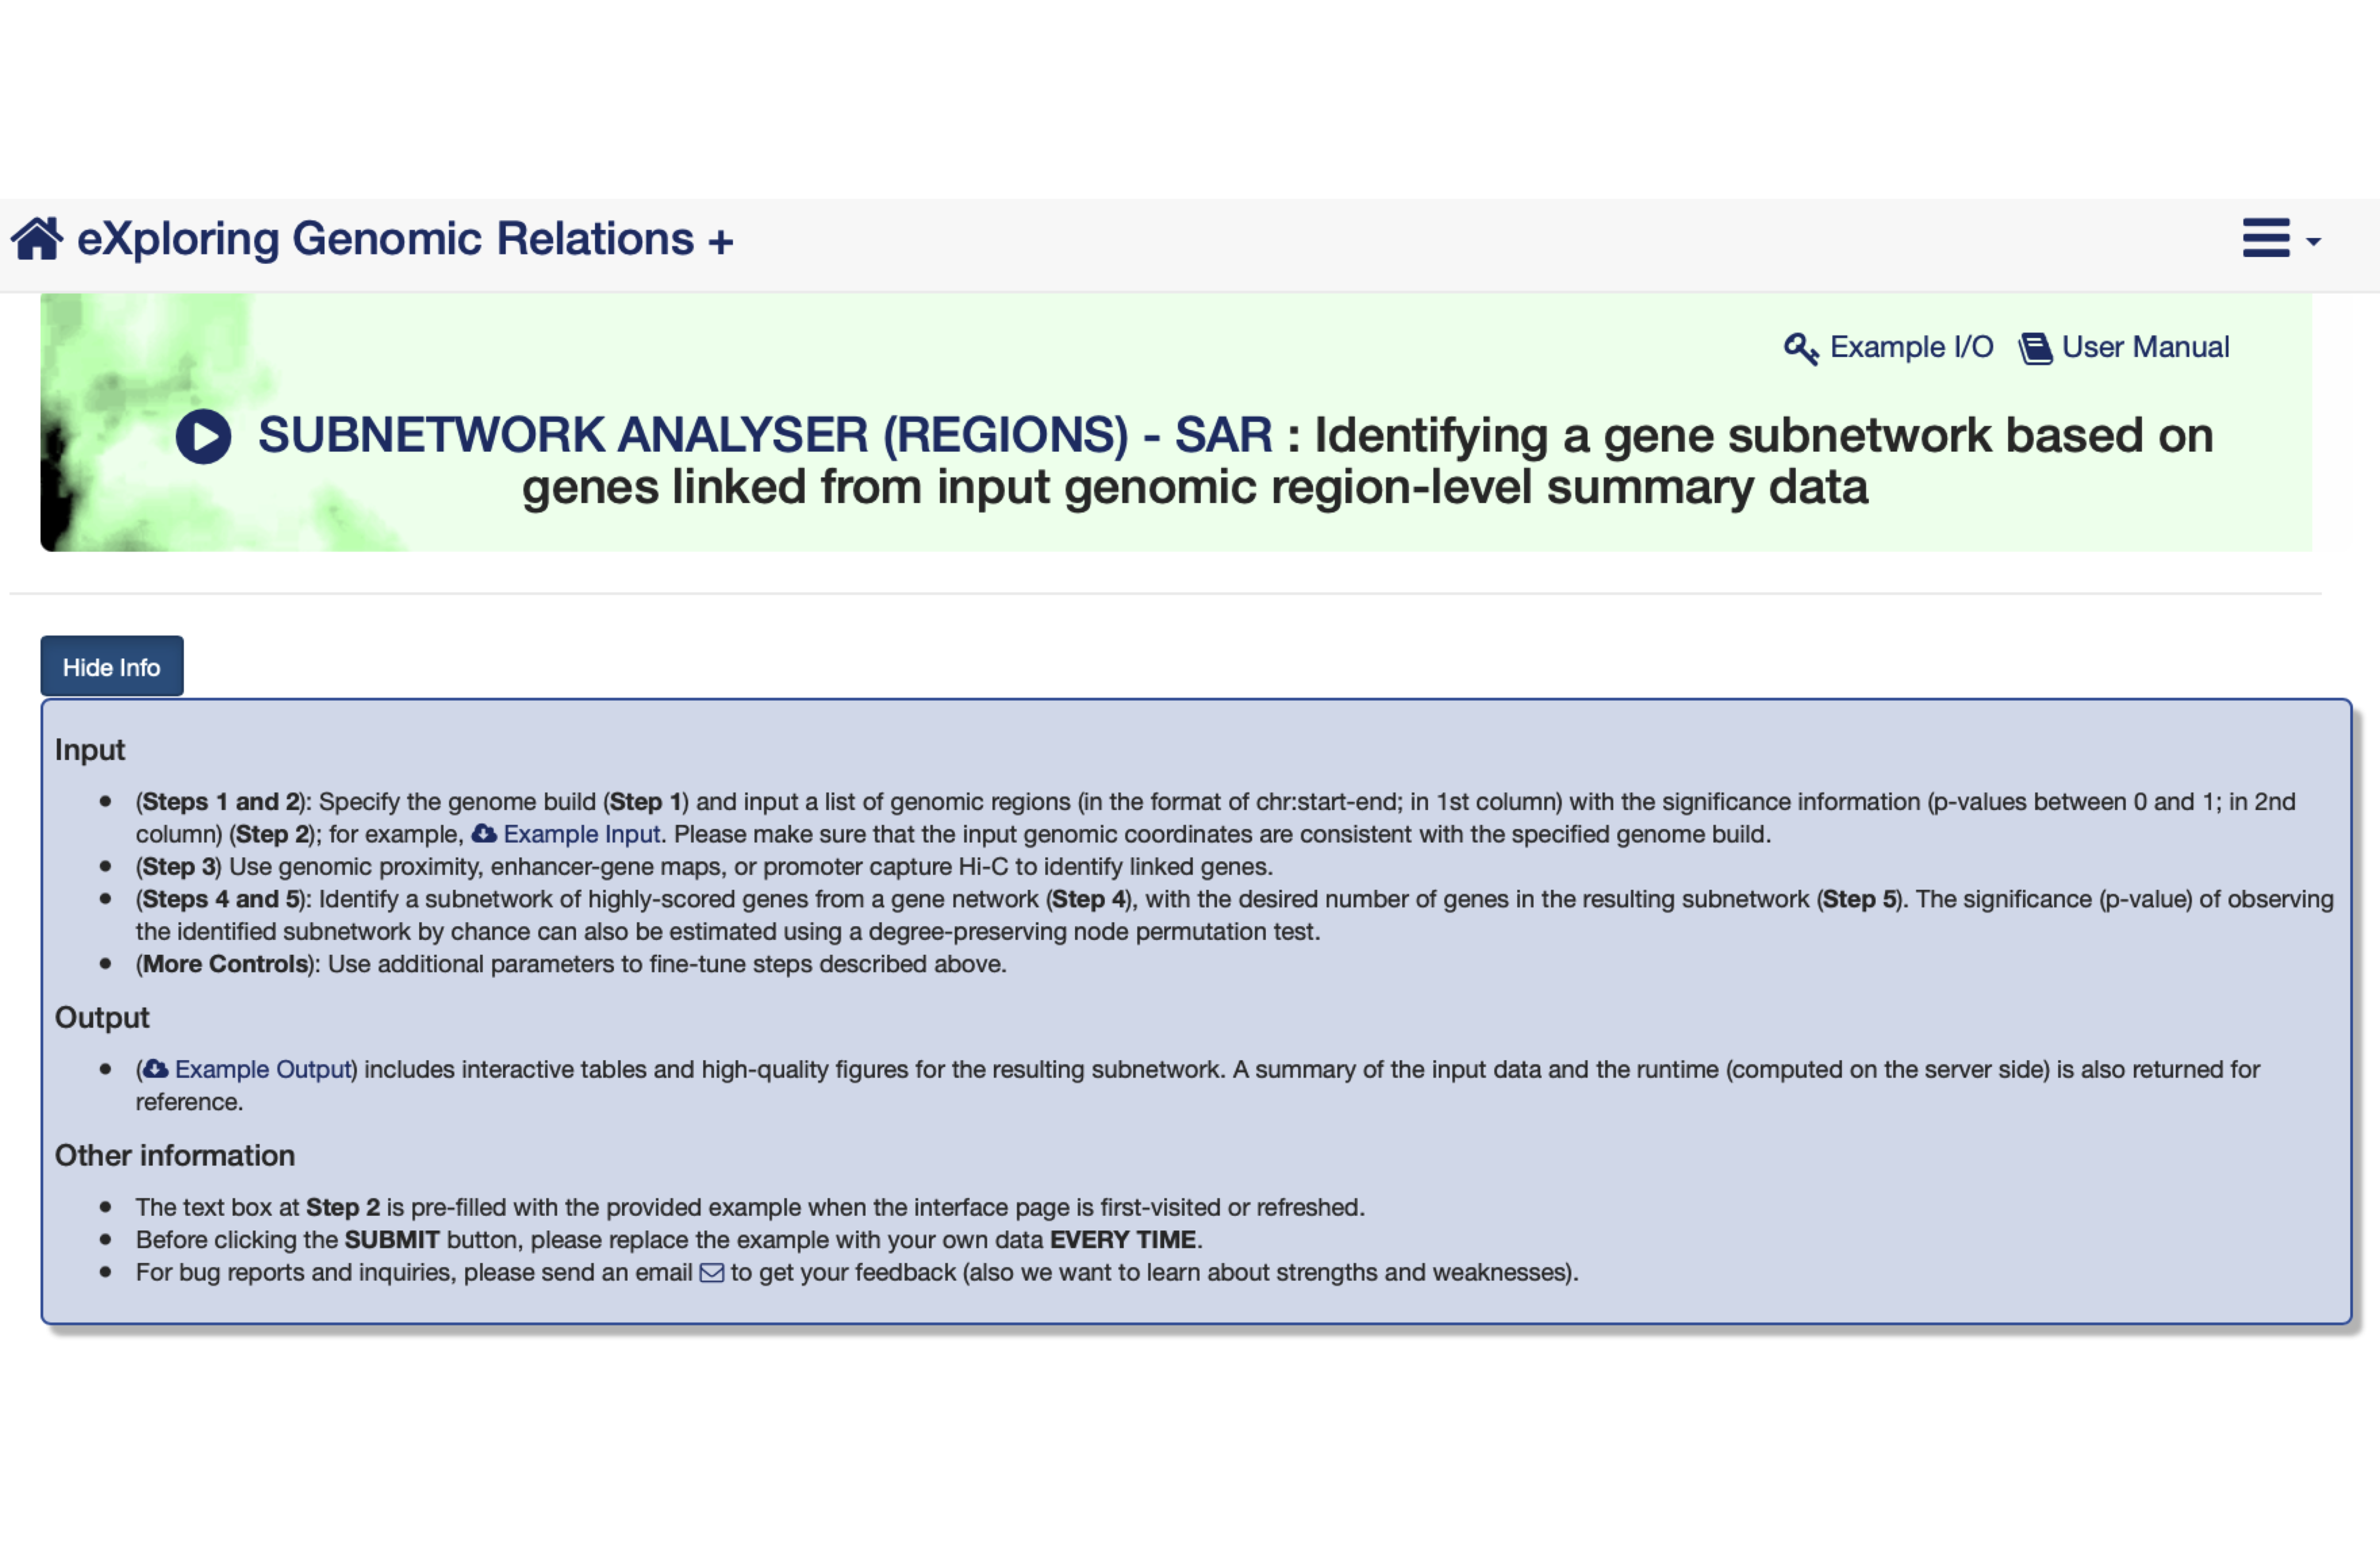 eXploring Genomic Relations +
Example I/O User Manual
SUBNETWORK ANALYSER (REGIONS) - SAR : Identifying a gene subnetwork based on
genes linked from input genomic region-level summary data
Hide Info
Input
(Steps 1 and 2): Specify the genome build (Step 1) and input a list of genomic regions (in the format of chr:start-end; in 1st column) with the significance information (p-values between 0 and 1; in 2nd
column) (Step 2); for example, Example Input. Please make sure that the input genomic coordinates are consistent with the specified genome build.
(Step 3) Use genomic proximity, enhancer-gene maps, or promoter capture Hi-C to identify linked genes.
(Steps 4 and 5): Identify a subnetwork of highly-scored genes from a gene network (Step 4), with the desired number of genes in the resulting subnetwork (Step 5). The significance (p-value) of observing
the identified subnetwork by chance can also be estimated using a degree-preserving node permutation test.
(More Controls): Use additional parameters to fine-tune steps described above.
Output
(Example Output) includes interactive tables and high-quality figures for the resulting subnetwork. A summary of the input data and the runtime (computed on the server side) is also returned for
reference.
Other information
The text box at Step 2 is pre-filled with the provided example when the interface page is first-visited or refreshed.
Before clicking the SUBMIT button, please replace the example with your own data EVERY TIME.
For bug reports and inquiries, please send an email to get your feedback (also we want to learn about strengths and weaknesses).